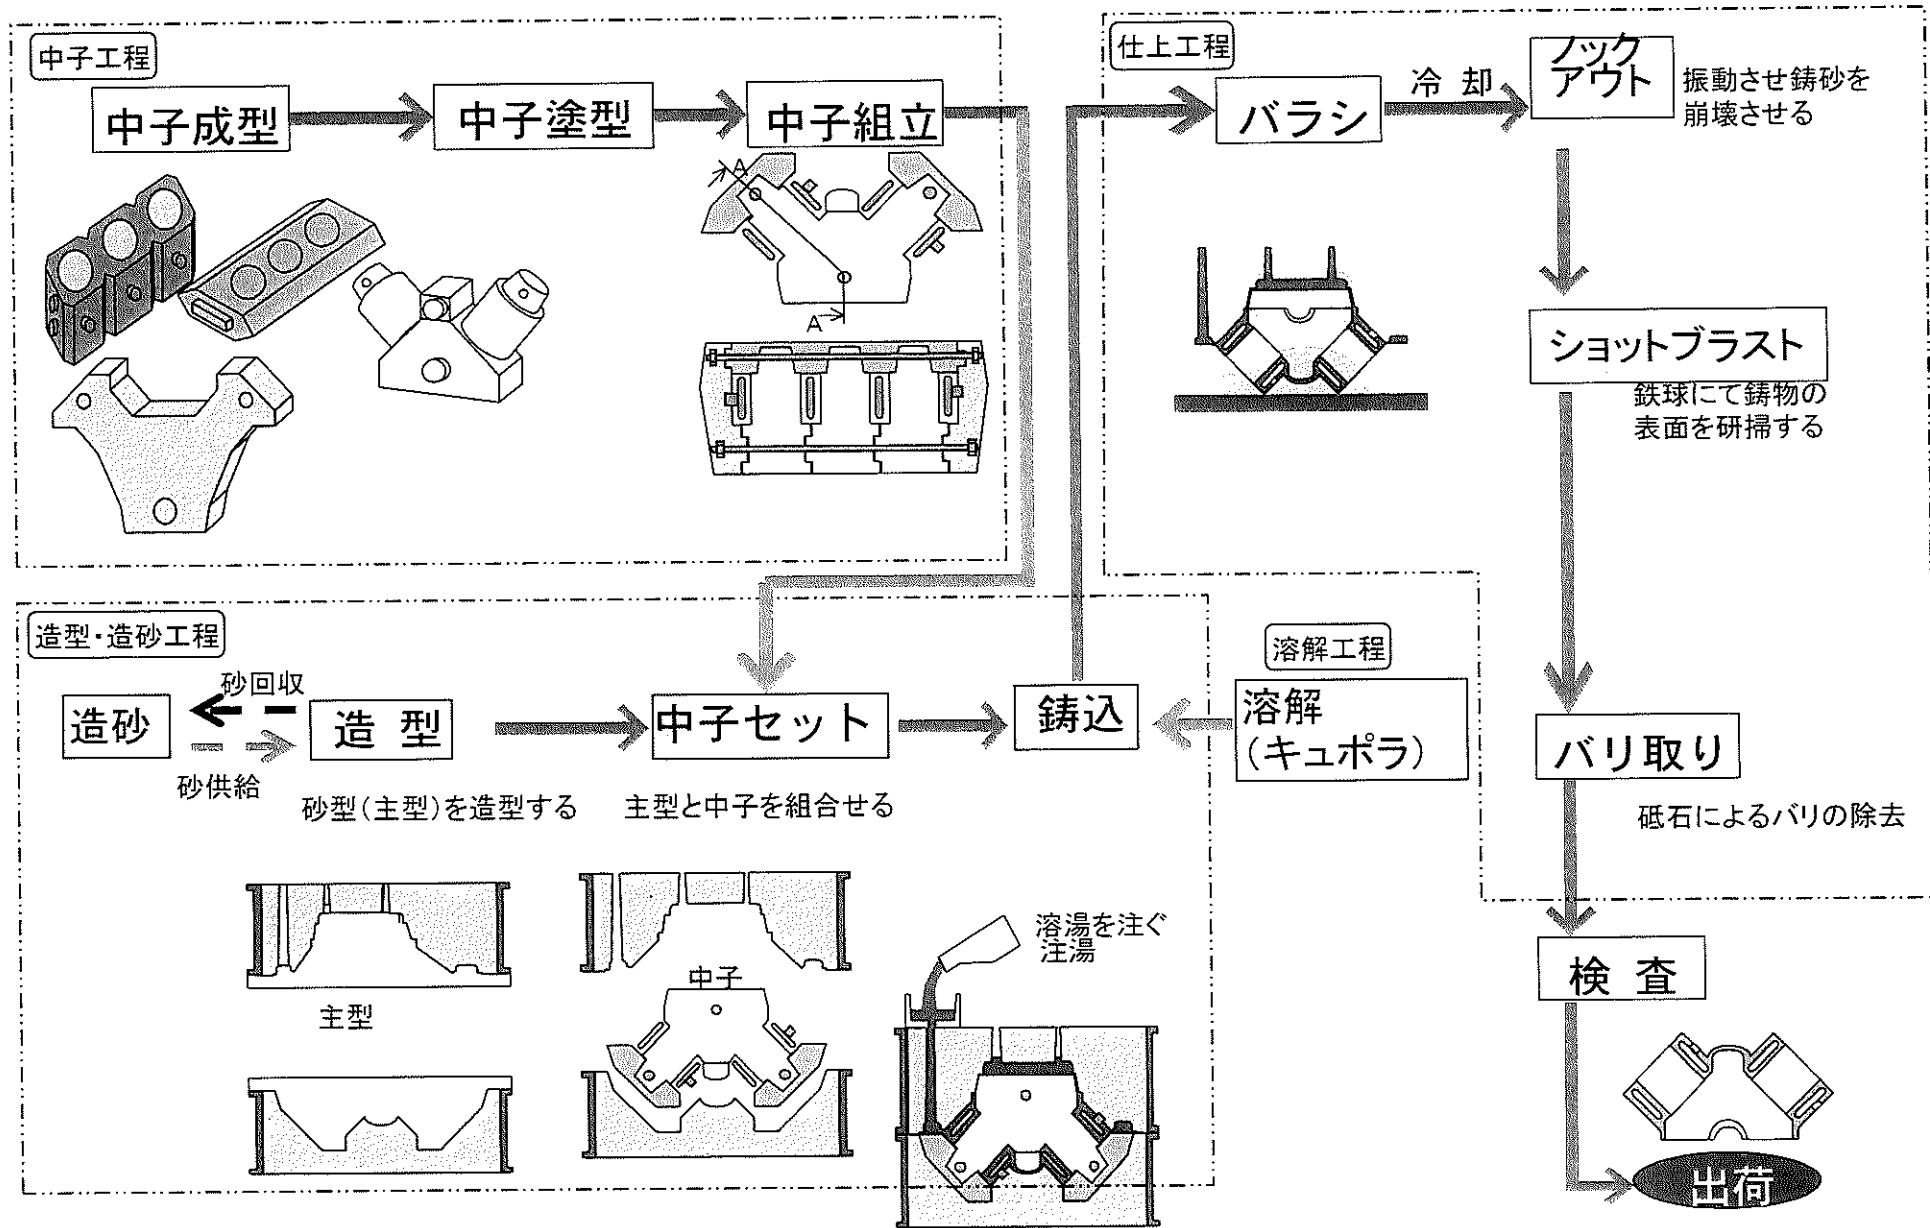 中子工程
中子成型
中子塗型
中子組立
A
A
仕上工程
バラシ
冷 却
ノック
アウト
振動させ鋳砂を
崩壊させる
ショットブラスト
鉄球にて鋳物の
表面を研掃する
バリ取り
砥石によるバリの除去
検 査
出荷
造型・造砂工程
造砂
砂回収
砂供給
造 型
砂型(主型)を造型する
中子セット
主型と中子を組合せる
鋳込
溶解工程
溶解
(キュポラ)
主型
中子
溶湯を注ぐ
注湯